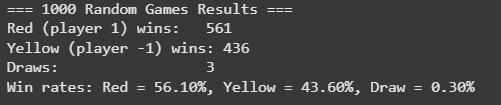 === 1000 Random Games Results ===
Red (player 1) wins:   561
Yellow (player -1) wins: 436
Draws:                 3
Win rates: Red = 56.10%, Yellow = 43.60%, Draw = 0.30%